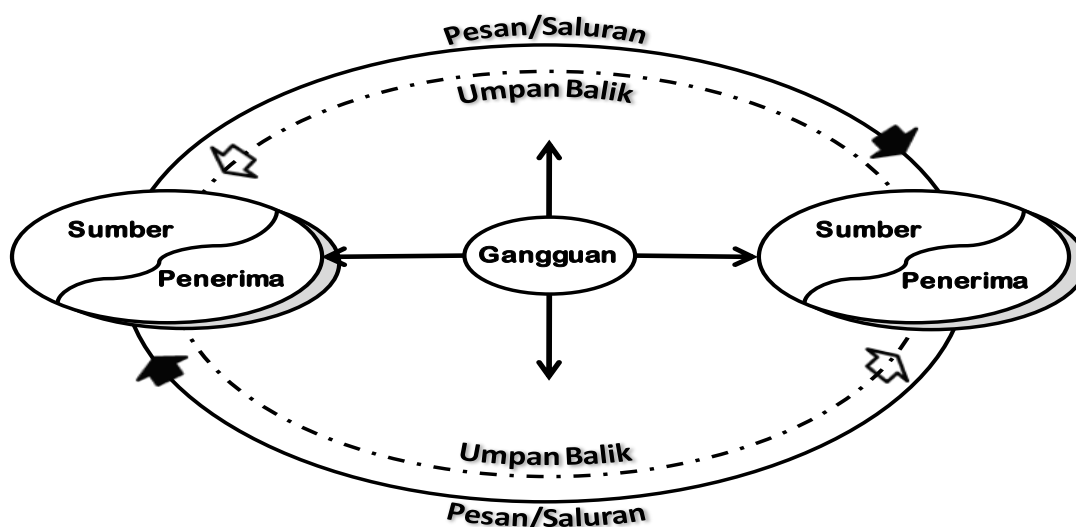 Pesan/Saluran
Umpan Balik
Sumber
Penerima
Gangguan
Sumber
Penerima
Umpan Balik
Pesan/Saluran